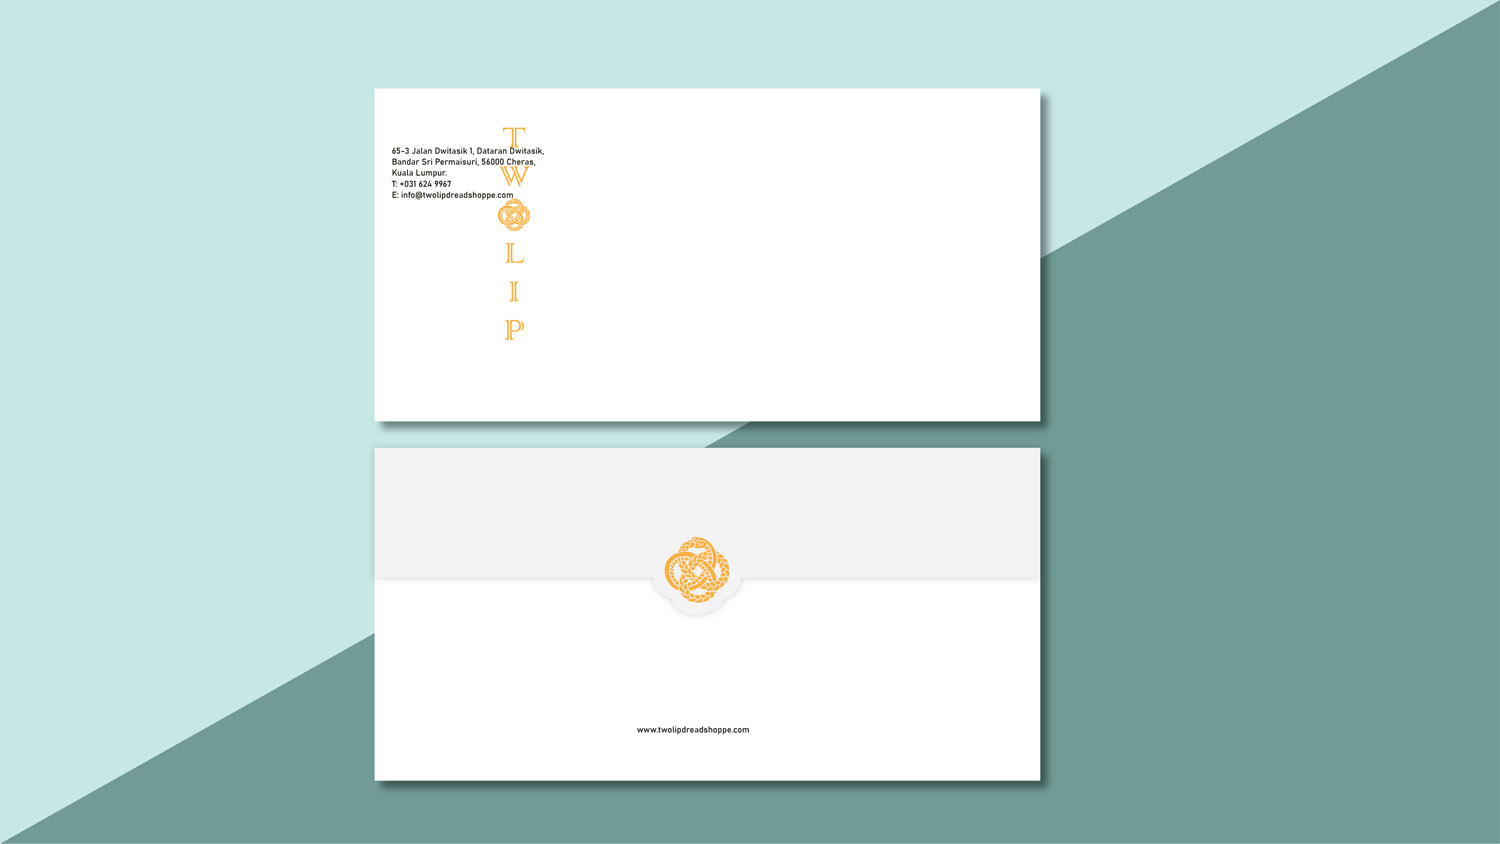 T
W
L
I
P
65-3 Jalan Dwitasik 1, Dataran Dwitasik,
Bandar Sri Permaisuri, 56000 Cheras,
Kuala Lumpur.
T: +031 624 9967
E: info@twolipdreadshoppe.com
www.twolipdreadshoppe.com